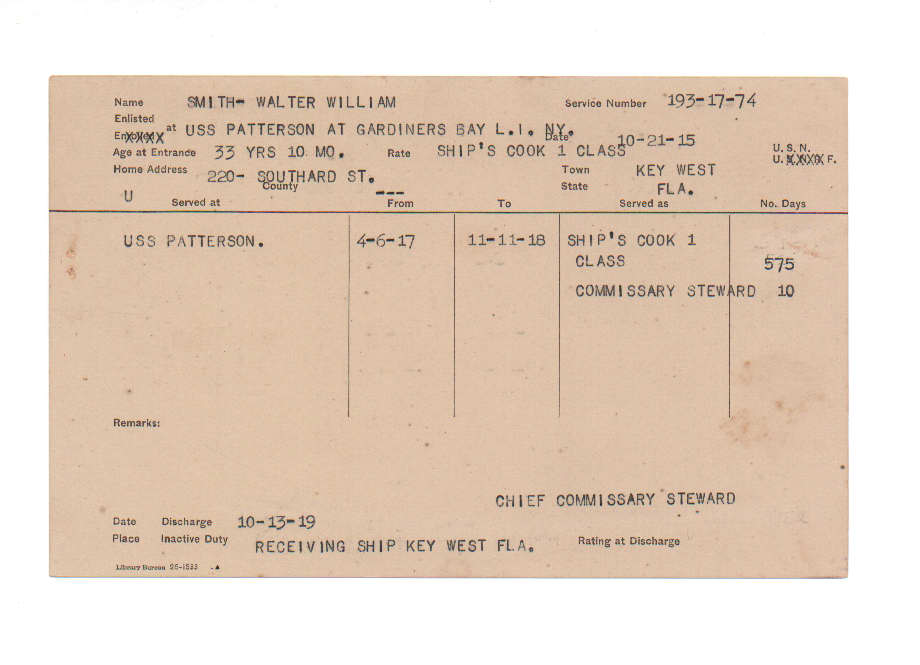 Name SMITH- WALTER WILLIAM Service Number 193-17-74
Enlisted
Enrolled at USS PATTERSON AT GARDINERS BAY L.I. NY. Date 10-21-15
Age at Entrance 33 YRS 10 MO. Rate SHIP'S COOK 1 CLASS U.S.N.
U. S. N. R. F.
Home Address 220- SOUTHARD ST. Town KEY WEST
County --- State FLA.
U
Served at From To Served as No. Days
USS PATTERSON. 4-6-17 11-11-18 SHIP'S COOK 1
CLASS 575
COMMISSARY STEWARD 10
Remarks:
CHIEF COMMISSARY STEWARD
Date Discharge 10-13-19
Place Inactive Duty RECEIVING SHIP KEY WEST FLA. Rating at Discharge
Library Bureau 26-1533